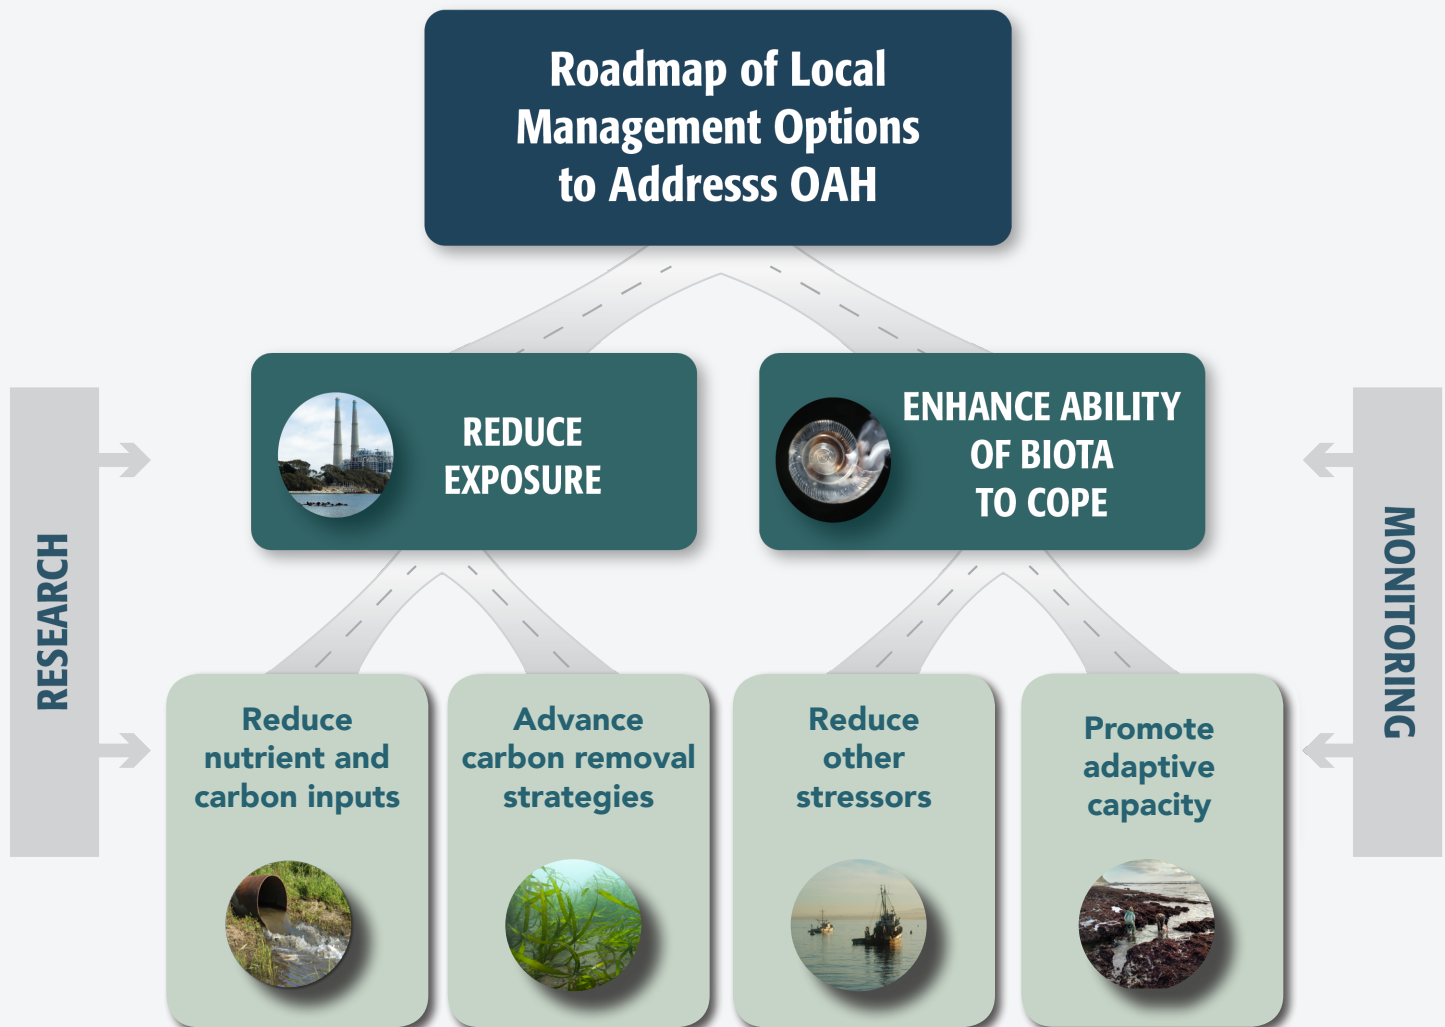 Roadmap of Local
Management Options
to Addresss OAH
REDUCE
EXPOSURE
ENHANCE ABILITY
OF BIOTA
TO COPE
RESEARCH
MONITORING
Reduce
nutrient and
carbon inputs
Advance
carbon removal
strategies
Reduce
other
stressors
Promote
adaptive
capacity